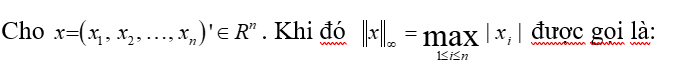 Cho x=(x₁, x₂, …, xₙ)'∈ Rⁿ . Khi đó ‖x‖∞ = max 1≤i≤n | xᵢ | được gọi là: